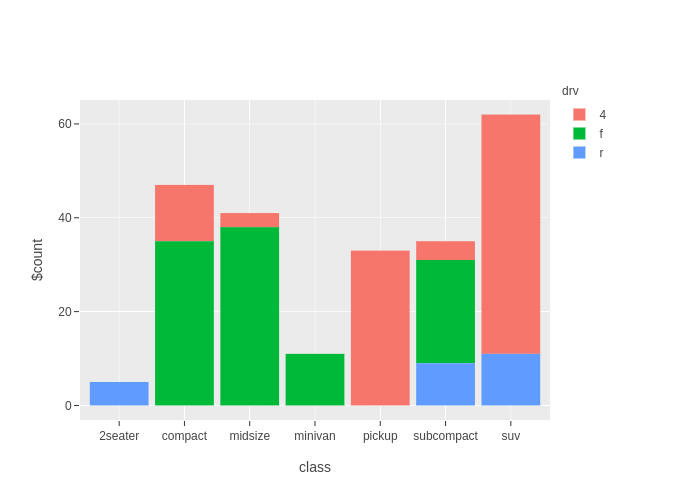 drv
4
f
r
60
40
20
0
$count
2seater compact midsize minivan pickup subcompact suv
class